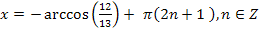 x = − arccos(12/13) + π(2n + 1), n ∈ Z